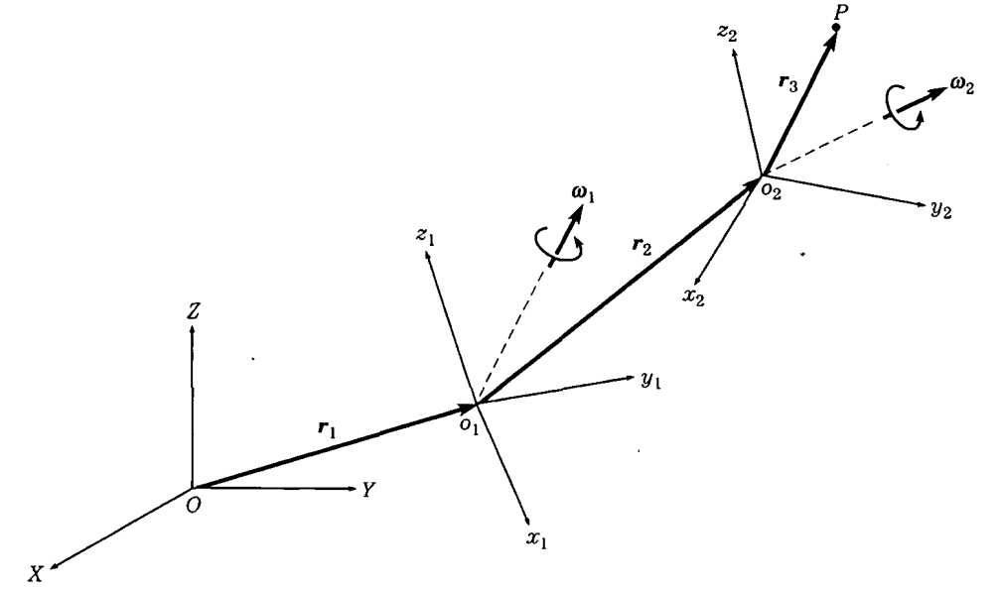 P
z₂
r₃
ω₂
o₂
y₂
ω₁
z₁
r₂
x₂
Z
y₁
r₁
o₁
Y
O
x₁
X